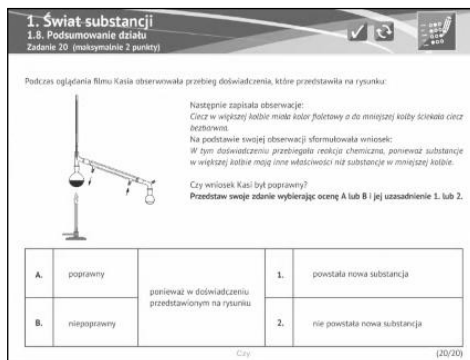 1. Świat substancji
1.8. Podsumowanie działu
Zadanie 20 (maksymalnie 2 punkty)
Podczas oglądania filmu Kasia obserwowała przebieg doświadczenia, które przedstawiła na rysunku:
Następnie zapisała obserwacje:
Ciecz w większej kolbie miała kolor fioletowy a do mniejszej kolby ściekała ciecz
bezbarwna.
Na podstawie swojej obserwacji sformułowała wniosek:
W tym doświadczeniu przebiegała reakcja chemiczna, ponieważ substancje
w większej kolbie mają inne właściwości niż substancje w mniejszej kolbie.
Czy wniosek Kasi był poprawny?
Przedstaw swoje zdanie wybierając ocenę A lub B i jej uzasadnienie 1. lub 2.
A. poprawny
ponieważ w doświadczeniu
przedstawionym na rysunku
1. powstała nowa substancja
B. niepoprawny
2. nie powstała nowa substancja
Czy
(20/20)